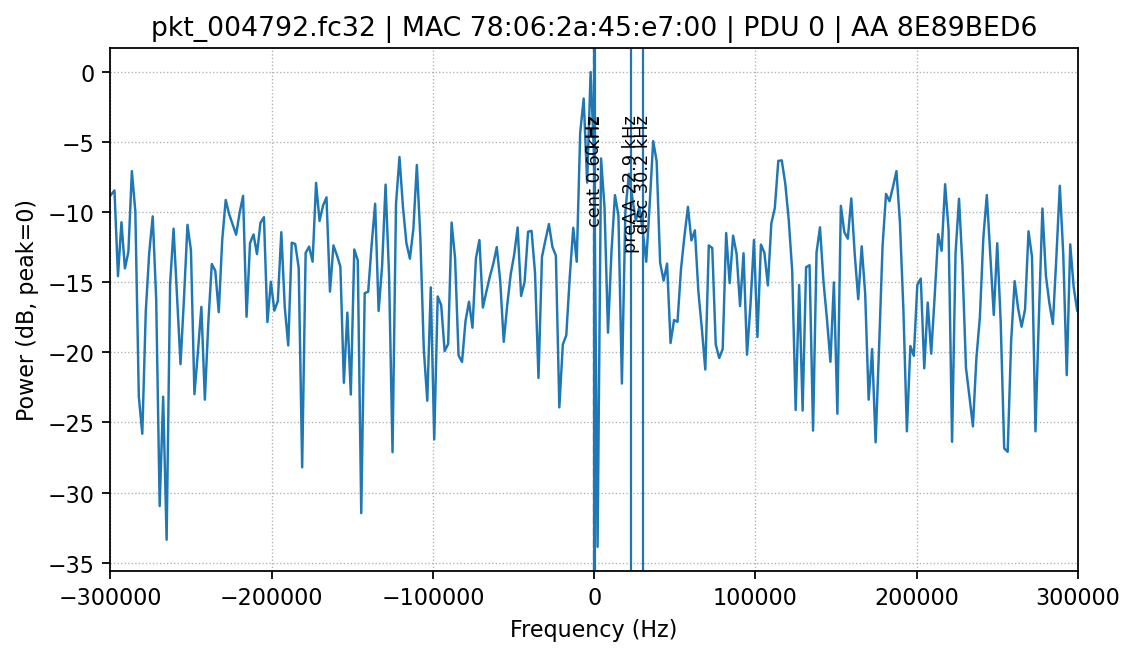 pkt_004792.fc32 | MAC 78:06:2a:45:e7:00 | PDU 0 | AA 8E89BED6
0
−5
−10
−15
−20
−25
−30
−35
Power (dB, peak=0)
cent 0.60kHz
preAA 22.9 kHz
disc 30.2 kHz
−300000
−200000
−100000
0
100000
200000
300000
Frequency (Hz)